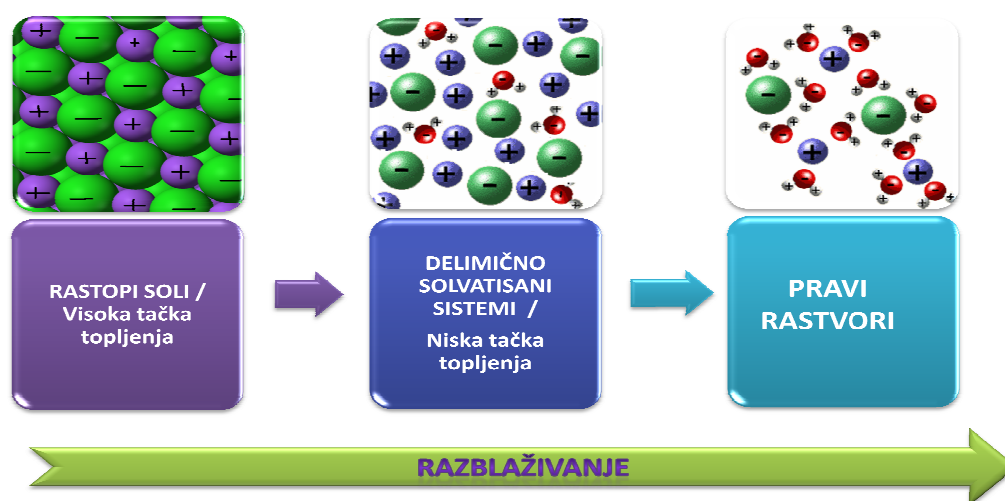 RASTOPI SOLI /
Visoka tačka
topljenja
DELIMIČNO
SOLVATISANI
SISTEMI /
Niska tačka
topljenja
PRAVI
RASTVORI
RAZBLAŽIVANJE